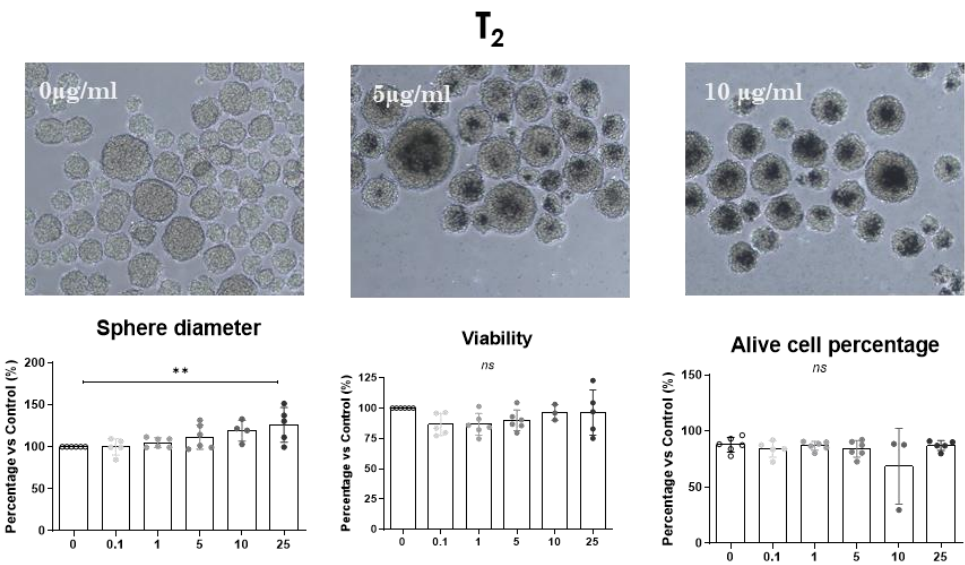 T₂
0µg/ml
5µg/ml
10 µg/ml
Sphere diameter
Percentage vs Control (%)
200
150
100
50
0
**
0 0.1 1 5 10 25
Viability
ns
Percentage vs Control (%)
125
100
75
50
25
0
0 0.1 1 5 10 25
Alive cell percentage
ns
Percentage vs Control (%)
150
100
50
0
0 0.1 1 5 10 25